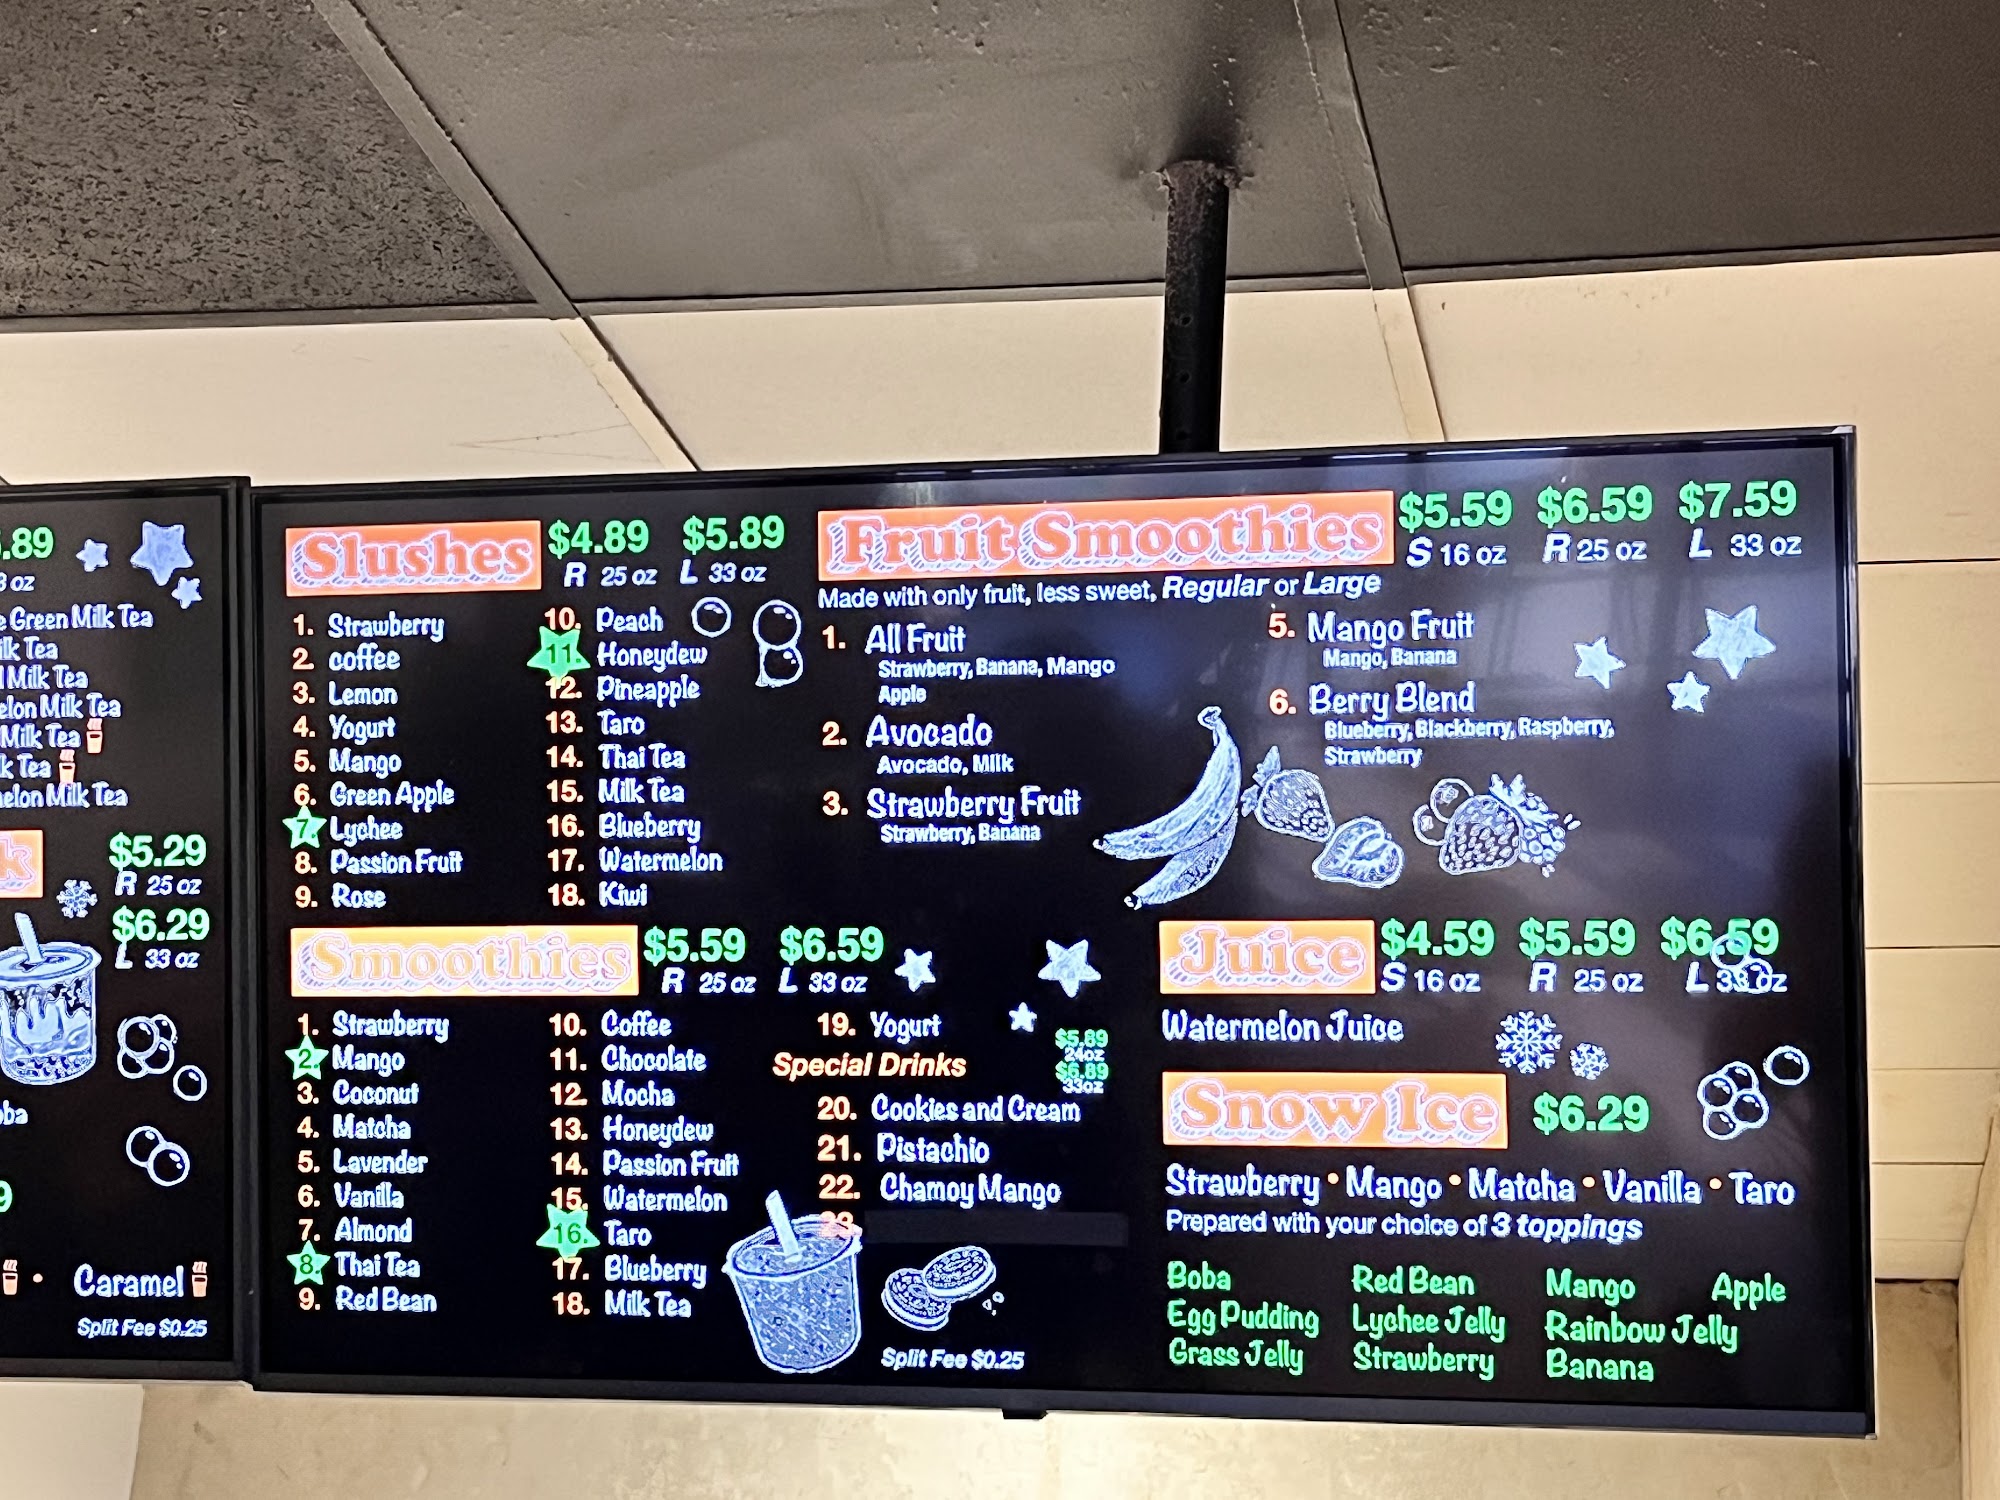 .89
oz
Green Milk Tea
Milk Tea
Milk Tea
Milk Tea
Milk Tea
Tea
Milk Tea
$5.29
R 25 oz
$6.29
L 33 oz
Caramel
Split Fee $0.25
Slushes $4.89 $5.89
R 25 oz L 33 oz
1. Strawberry
2. coffee
3. Lemon
4. Yogurt
5. Mango
6. Green Apple
7. Lychee
8. Passion Fruit
9. Rose
10. Peach
11. Honeydew
12. Pineapple
13. Taro
14. Thai Tea
15. Milk Tea
16. Blueberry
17. Watermelon
18. Kiwi
Smoothies $5.59 $6.59
R 25 oz L 33 oz
1. Strawberry
2. Mango
3. Coconut
4. Matcha
5. Lavender
6. Vanilla
7. Almond
8. Thai Tea
9. Red Bean
10. Coffee
11. Chocolate
12. Mocha
13. Honeydew
14. Passion Fruit
15. Watermelon
16. Taro
17. Blueberry
18. Milk Tea
19. Yogurt
Special Drinks
$5.89
24oz
$6.89
33oz
20. Cookies and Cream
21. Pistachio
22. Chamoy Mango
23.
Split Fee $0.25
Fruit Smoothies $5.59 $6.59 $7.59
S 16 oz R 25 oz L 33 oz
Made with only fruit, less sweet, Regular or Large
1. All Fruit
Strawberry, Banana, Mango
Apple
2. Avocado
Avocado, Milk
3. Strawberry Fruit
Strawberry, Banana
5. Mango Fruit
Mango, Banana
6. Berry Blend
Blueberry, Blackberry, Raspberry,
Strawberry
Juice $4.59 $5.59 $6.59
S 16 oz R 25 oz L 33 oz
Watermelon Juice
Snow Ice $6.29
Strawberry • Mango • Matcha • Vanilla • Taro
Prepared with your choice of 3 toppings
Boba Red Bean Mango Apple
Egg Pudding Lychee Jelly Rainbow Jelly
Grass Jelly Strawberry Banana